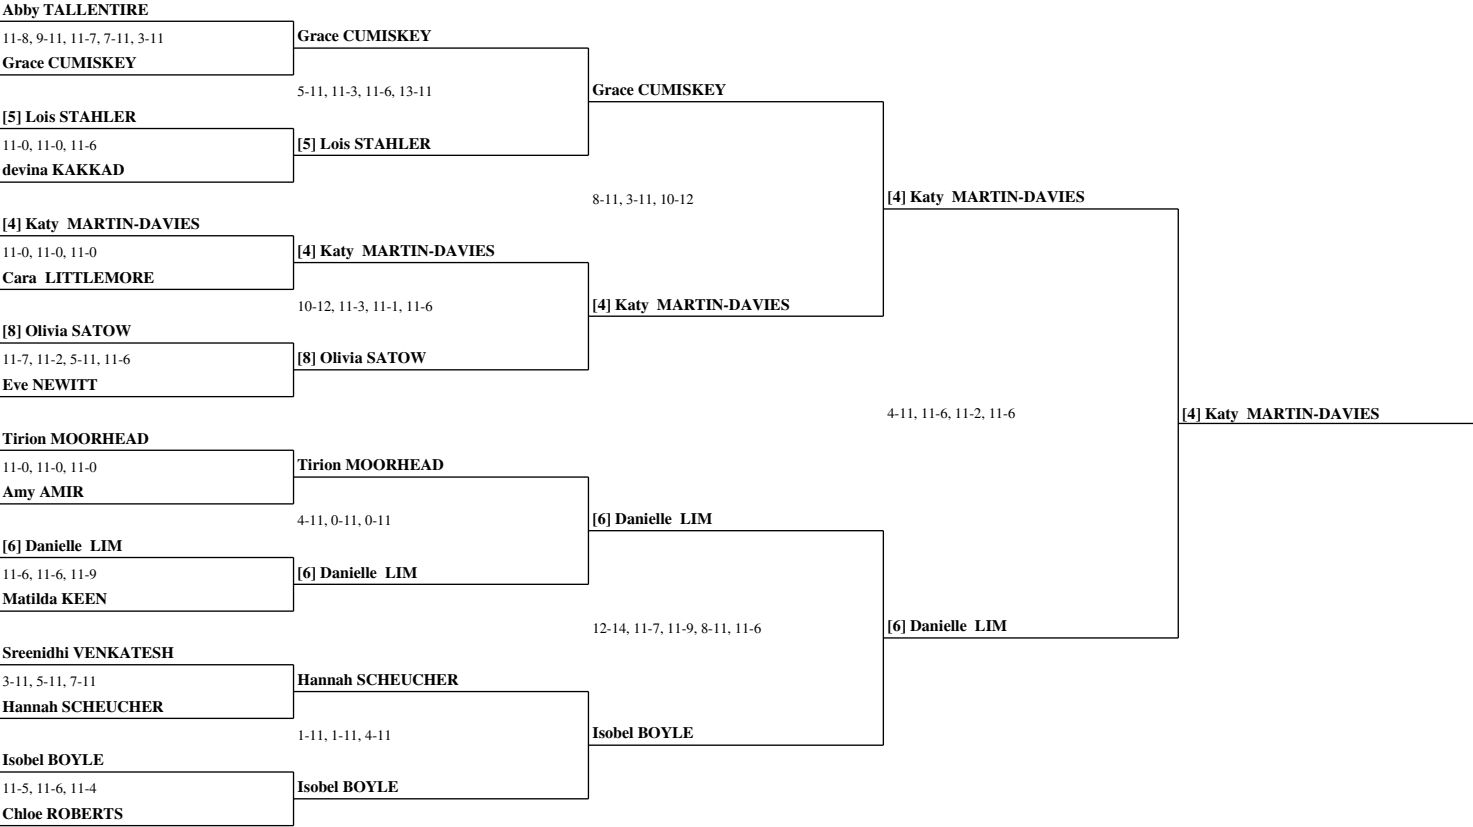 Abby TALLENTIRE
11-8, 9-11, 11-7, 7-11, 3-11
Grace CUMISKEY
[5] Lois STAHLER
11-0, 11-0, 11-6
devina KAKKAD
[4] Katy  MARTIN-DAVIES
11-0, 11-0, 11-0
Cara  LITTLEMORE
[8] Olivia SATOW
11-7, 11-2, 5-11, 11-6
Eve NEWITT
Tirion MOORHEAD
11-0, 11-0, 11-0
Amy AMIR
[6] Danielle  LIM
11-6, 11-6, 11-9
Matilda KEEN
Sreenidhi VENKATESH
3-11, 5-11, 7-11
Hannah SCHEUCHER
Isobel BOYLE
11-5, 11-6, 11-4
Chloe ROBERTS
Grace CUMISKEY
5-11, 11-3, 11-6, 13-11
[5] Lois STAHLER
[4] Katy  MARTIN-DAVIES
10-12, 11-3, 11-1, 11-6
[8] Olivia SATOW
Tirion MOORHEAD
4-11, 0-11, 0-11
[6] Danielle  LIM
Hannah SCHEUCHER
1-11, 1-11, 4-11
Isobel BOYLE
Grace CUMISKEY
8-11, 3-11, 10-12
[4] Katy  MARTIN-DAVIES
[6] Danielle  LIM
12-14, 11-7, 11-9, 8-11, 11-6
Isobel BOYLE
[4] Katy  MARTIN-DAVIES
4-11, 11-6, 11-2, 11-6
[6] Danielle  LIM
[4] Katy  MARTIN-DAVIES